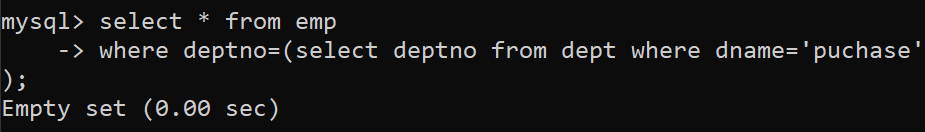 mysql> select * from emp
    -> where deptno=(select deptno from dept where dname='puchase'
);
Empty set (0.00 sec)